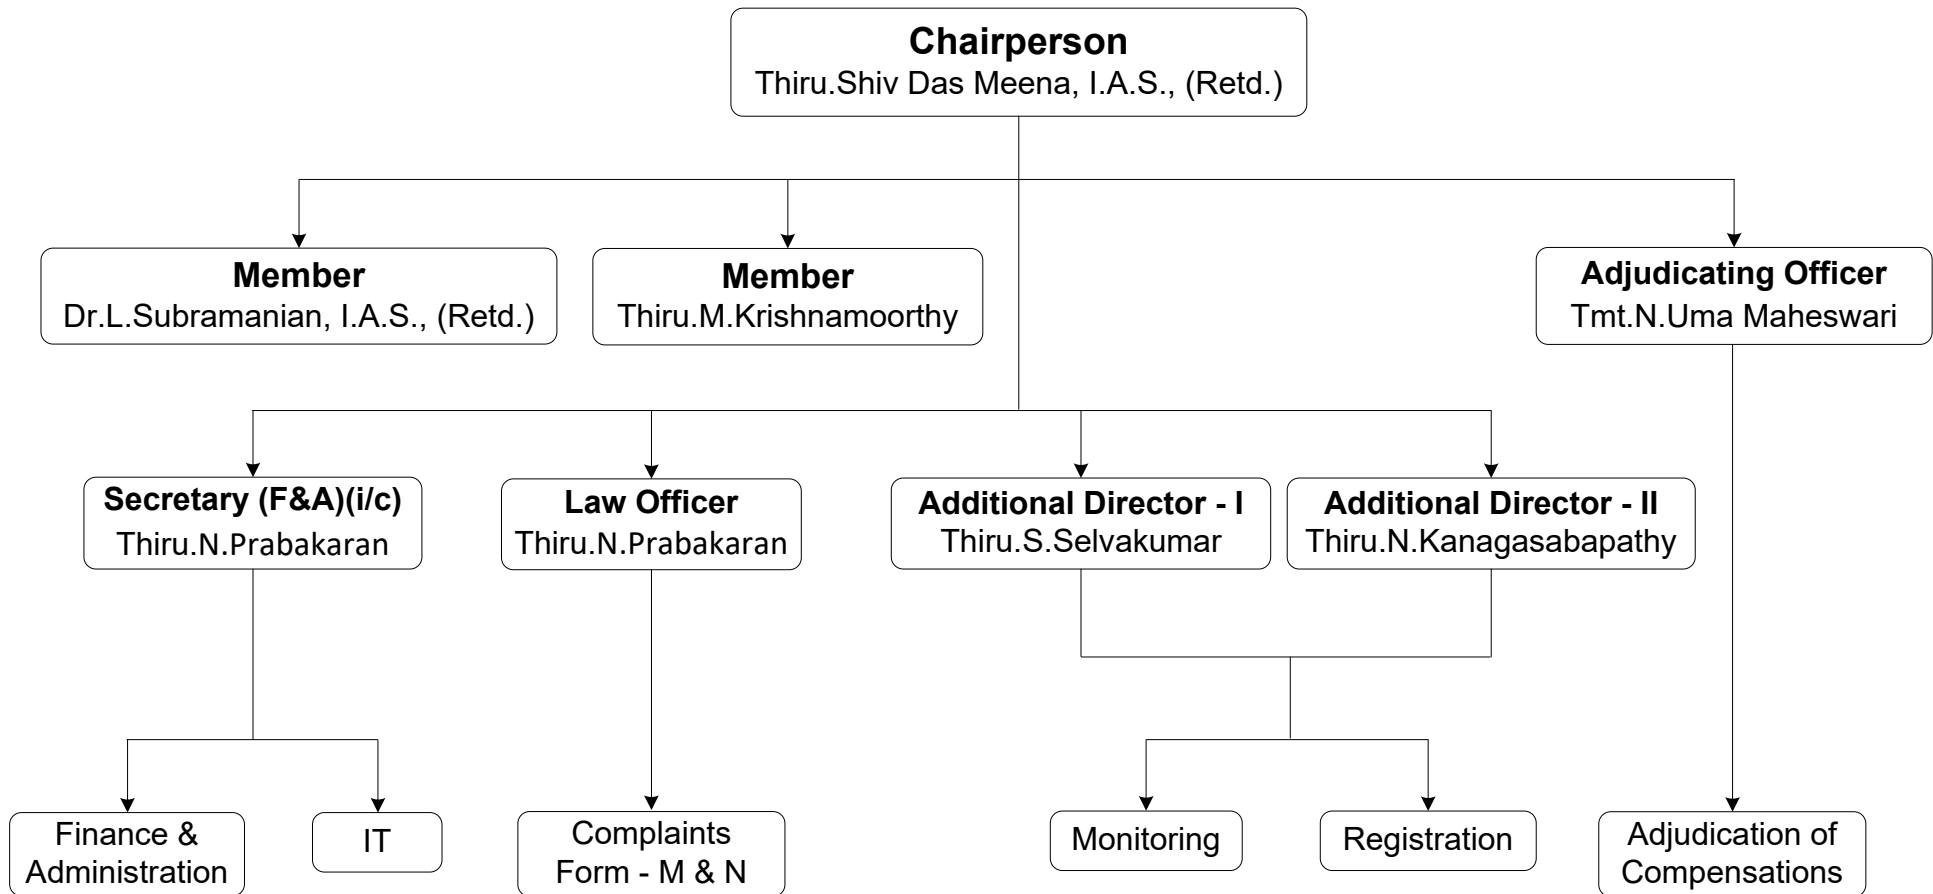 Chairperson
Thiru.Shiv Das Meena, I.A.S., (Retd.)
Member
Dr.L.Subramanian, I.A.S., (Retd.)
Member
Thiru.M.Krishnamoorthy
Adjudicating Officer
Tmt.N.Uma Maheswari
Secretary (F&A)(i/c)
Thiru.N.Prabakaran
Law Officer
Thiru.N.Prabakaran
Additional Director - I
Thiru.S.Selvakumar
Additional Director - II
Thiru.N.Kanagasabapathy
Finance &
Administration
IT
Complaints
Form - M & N
Monitoring
Registration
Adjudication of
Compensations